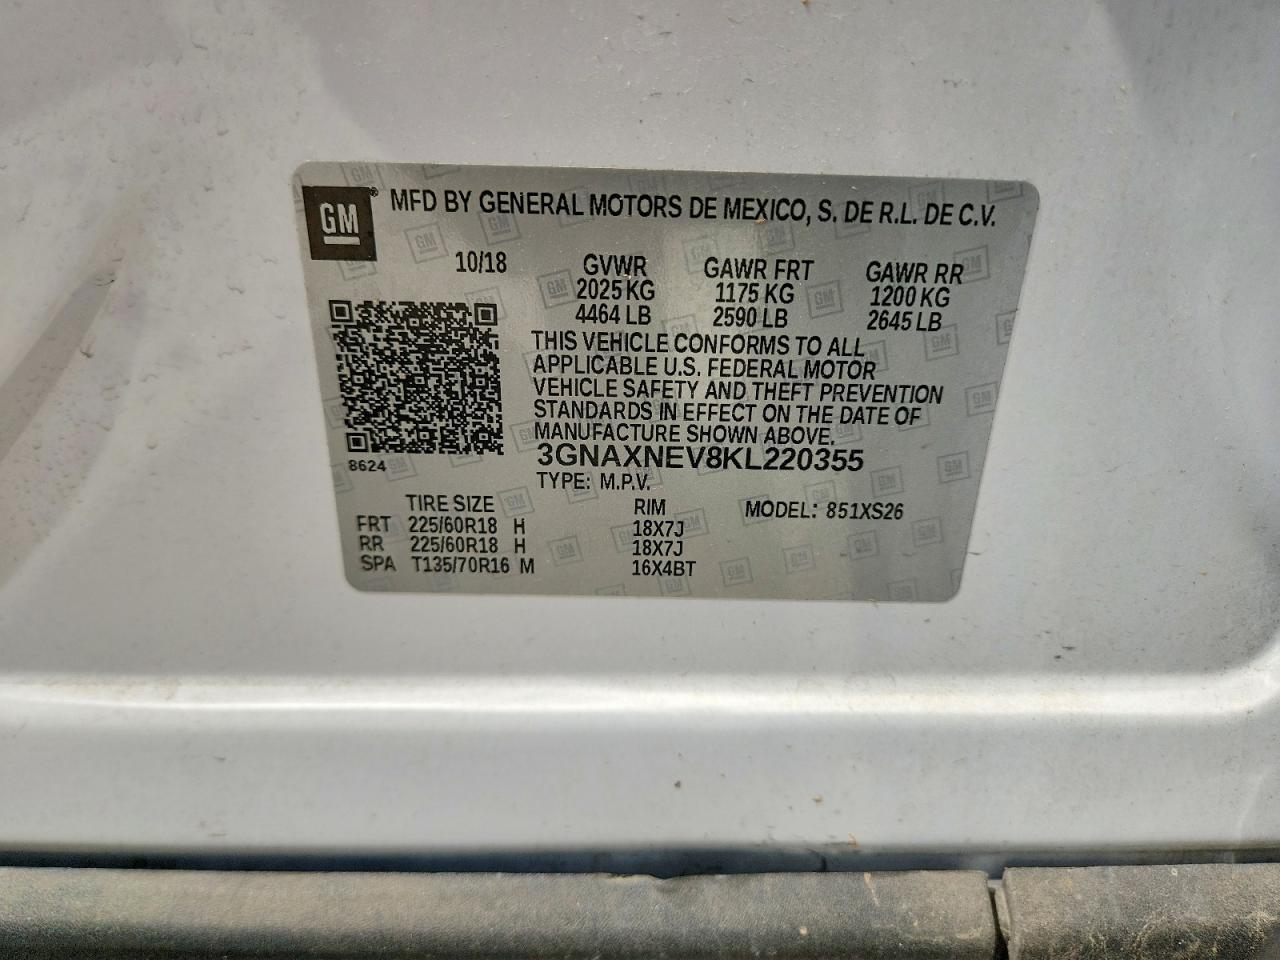 GM® MFD BY GENERAL MOTORS DE MEXICO, S. DE R.L. DE C.V.
10/18 GVWR GAWR FRT GAWR RR
2025 KG 1175 KG 1200 KG
4464 LB 2590 LB 2645 LB
THIS VEHICLE CONFORMS TO ALL
APPLICABLE U.S. FEDERAL MOTOR
VEHICLE SAFETY AND THEFT PREVENTION
STANDARDS IN EFFECT ON THE DATE OF
MANUFACTURE SHOWN ABOVE.
3GNAXNEV8KL220355
8624
TYPE: M.P.V.
TIRE SIZE RIM MODEL: 851XS26
FRT 225/60R18 H 18X7J
RR 225/60R18 H 18X7J
SPA T135/70R16 M 16X4BT